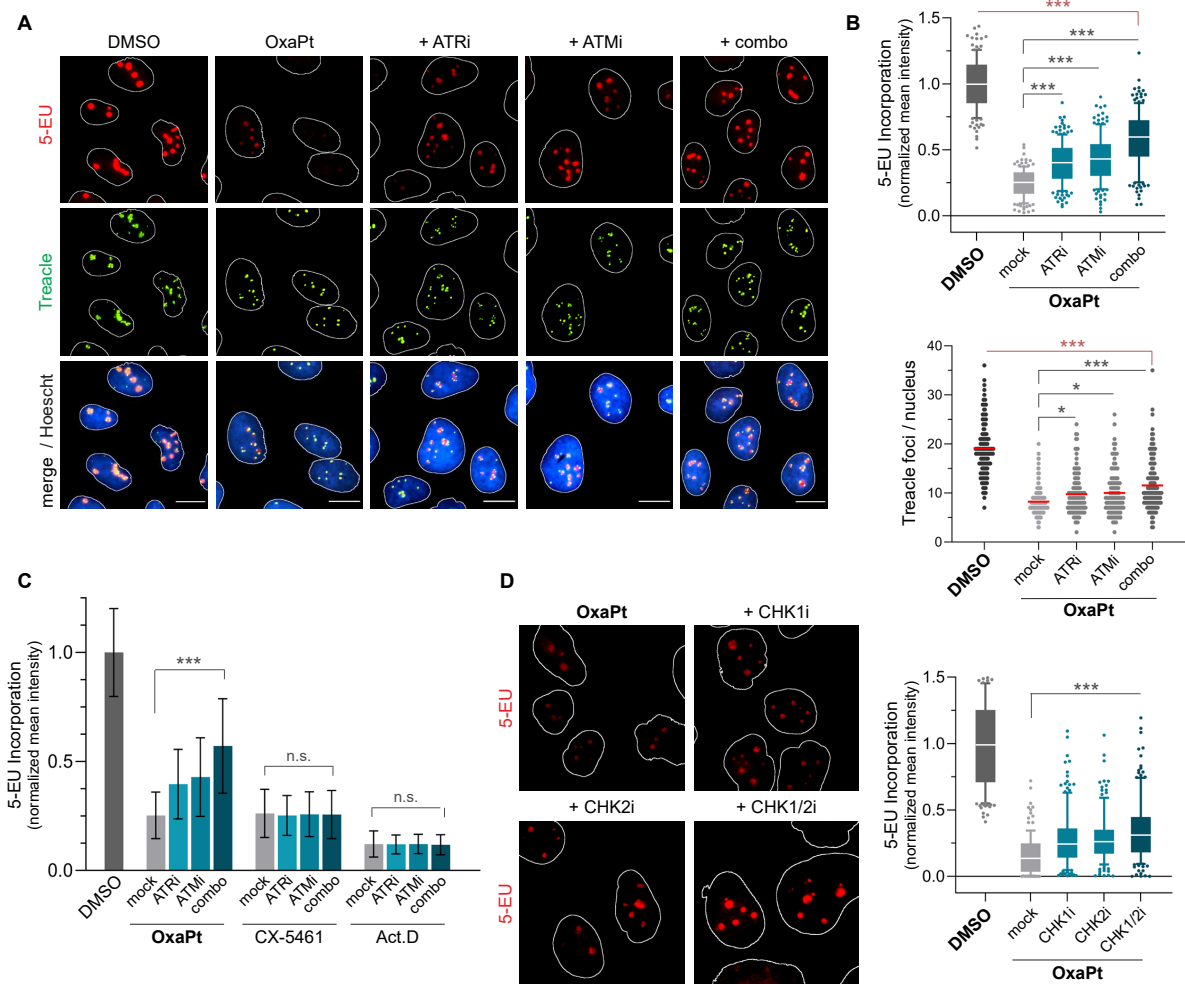 A
DMSO
OxaPt
+ ATRi
+ ATMi
+ combo
5-EU
Treacle
merge / Hoescht
B
5-EU Incorporation
(normalized mean intensity)
1.5
1.0
0.5
0.0
***
***
***
***
DMSO
mock
ATRi
ATMi
combo
OxaPt
Treacle foci / nucleus
40
30
20
10
0
***
***
*
*
DMSO
mock
ATRi
ATMi
combo
OxaPt
C
5-EU Incorporation
(normalized mean intensity)
1.0
0.5
0.0
***
n.s.
n.s.
DMSO
mock
ATRi
ATMi
combo
mock
ATRi
ATMi
combo
mock
ATRi
ATMi
combo
OxaPt
CX-5461
Act.D
D
OxaPt
+ CHK1i
5-EU
+ CHK2i
+ CHK1/2i
5-EU
5-EU Incorporation
(normalized mean intensity)
1.5
1.0
0.5
0.0
***
DMSO
mock
CHK1i
CHK2i
CHK1/2i
OxaPt